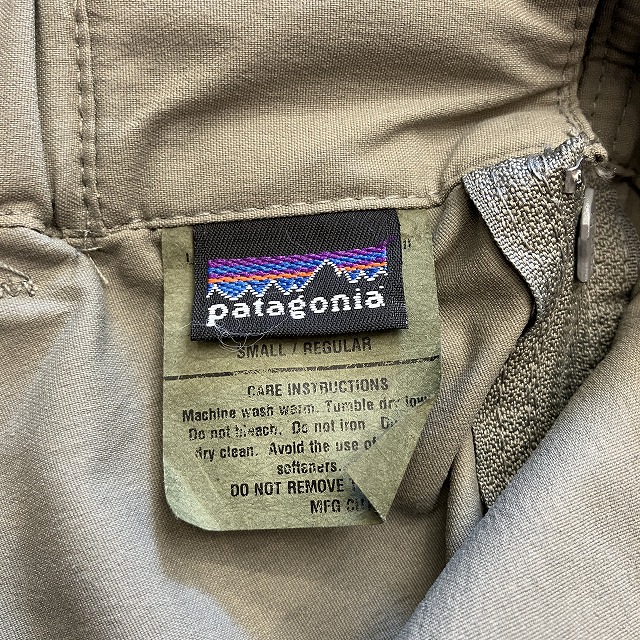 patagonia
SMALL / REGULAR
CARE INSTRUCTIONS
Machine wash warm. Tumble dry low
Do not bleach. Do not iron
dry clean. Avoid the use of
softeners.
DO NOT REMOVE
MFG